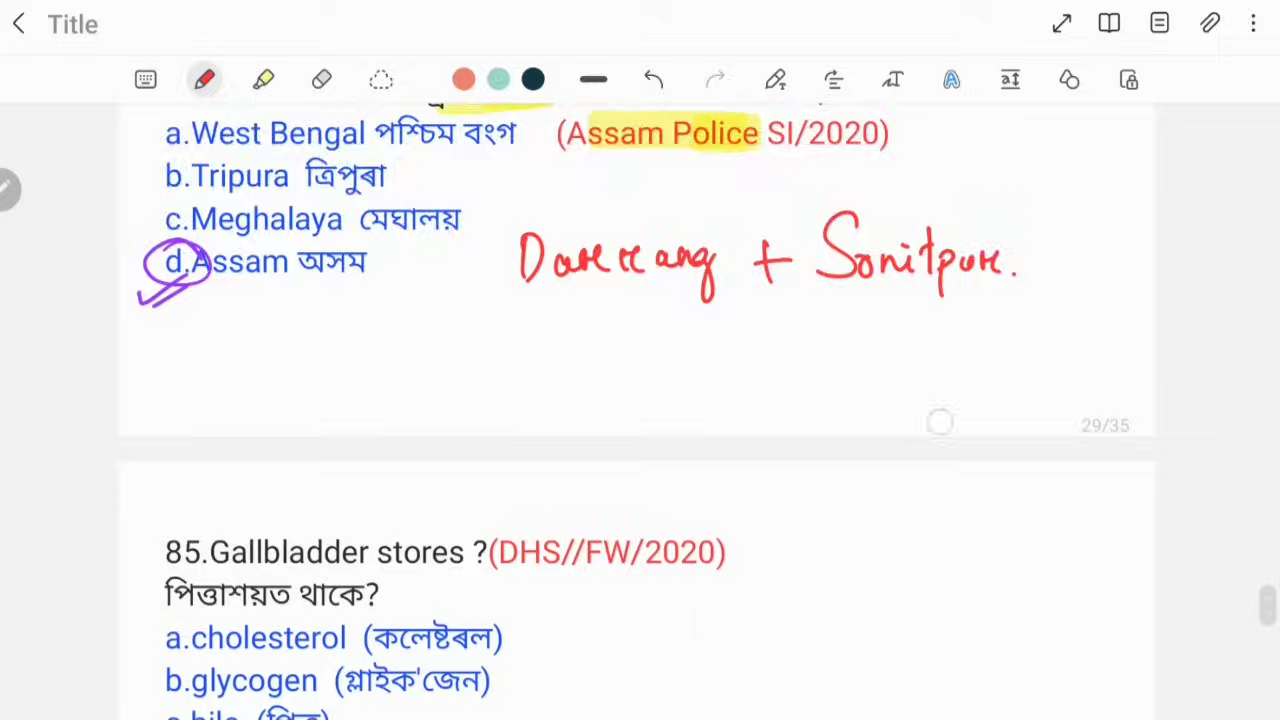 Title
a.West Bengal পশ্চিম বংগ (Assam Police SI/2020)
b.Tripura ত্ৰিপুৰা
c.Meghalaya মেঘালয়
d.Assam অসম
Darrang + Sonitpur.
29/35
85.Gallbladder stores ?(DHS//FW/2020)
পিত্তাশয়ত থাকে?
a.cholesterol (কলেষ্টৰল)
b.glycogen (গ্লাইক'জেন)
c.bile (পিত্ত)